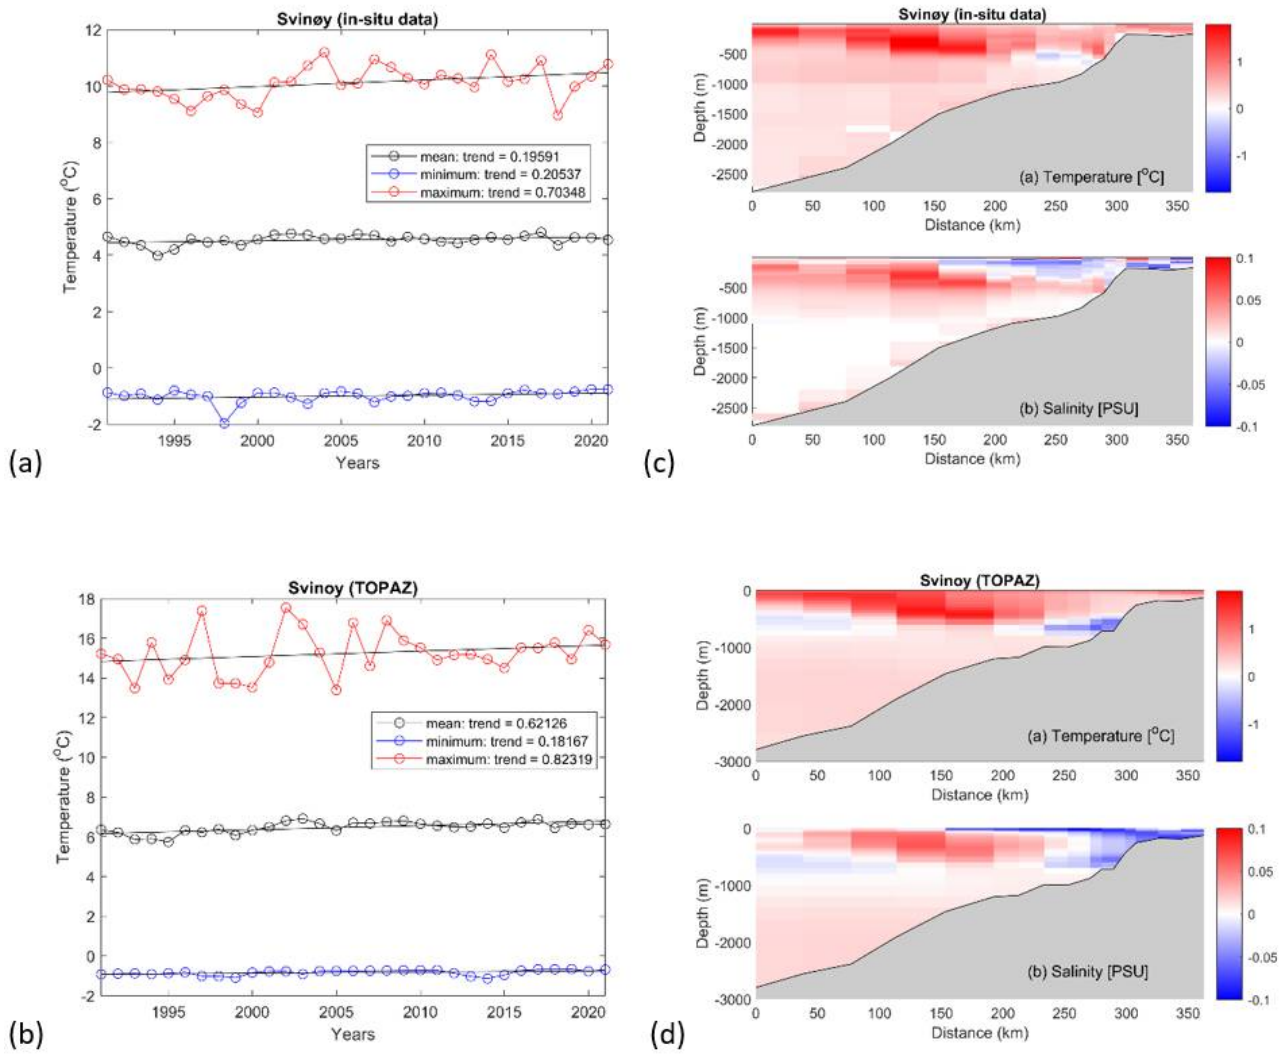 Svinøy (in-situ data)
12
10
8
6
4
2
0
-2
Temperature (°C)
mean: trend = 0.19591
minimum: trend = 0.20537
maximum: trend = 0.70348
1995 2000 2005 2010 2015 2020
Years
(a)
Svinøy (in-situ data)
-500
-1000
-1500
-2000
-2500
Depth (m)
(a) Temperature [°C]
0 50 100 150 200 250 300 350
Distance (km)
1
0
-1
-500
-1000
-1500
-2000
-2500
Depth (m)
(b) Salinity [PSU]
0 50 100 150 200 250 300 350
Distance (km)
0.1
0.05
0
-0.05
-0.1
(c)
Svinoy (TOPAZ)
18
16
14
12
10
8
6
4
2
0
-2
Temperature (°C)
mean: trend = 0.62126
minimum: trend = 0.18167
maximum: trend = 0.82319
1995 2000 2005 2010 2015 2020
Years
(b)
Svinoy (TOPAZ)
0
-1000
-2000
-3000
Depth (m)
(a) Temperature [°C]
0 50 100 150 200 250 300 350
Distance (km)
1
0
-1
0
-1000
-2000
-3000
Depth (m)
(b) Salinity [PSU]
0 50 100 150 200 250 300 350
Distance (km)
0.1
0.05
0
-0.05
-0.1
(d)